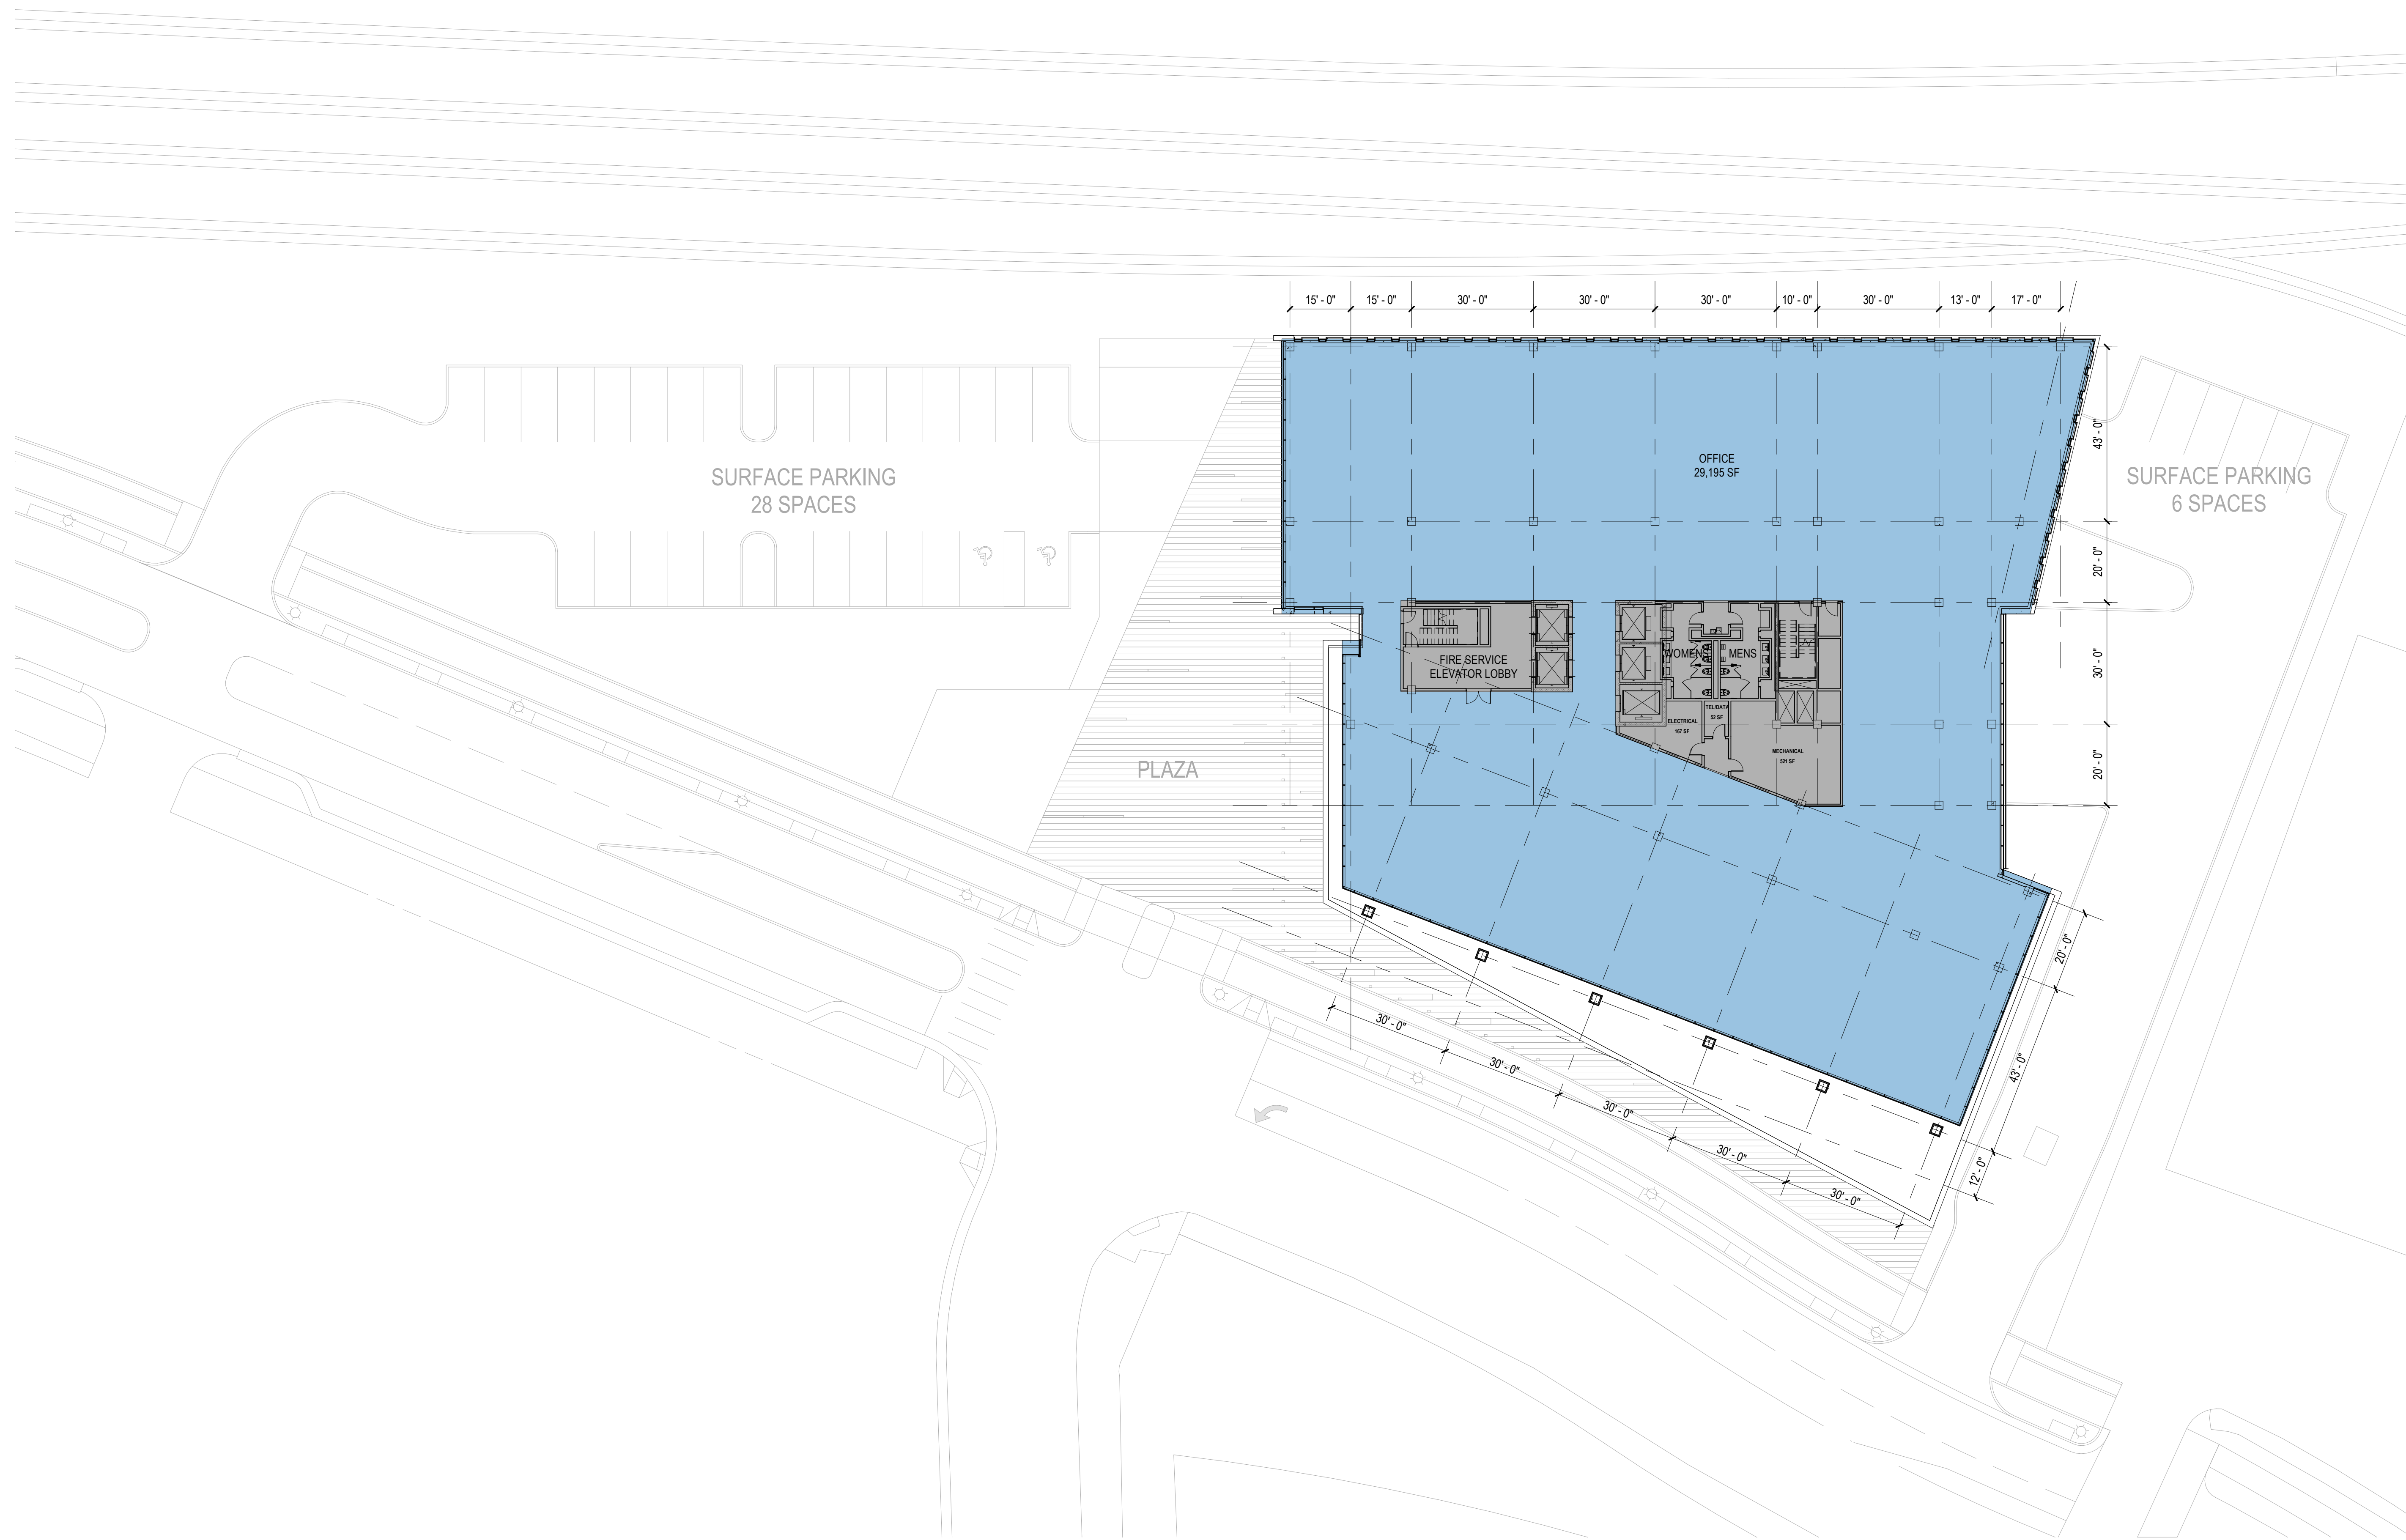 15' - 0"
15' - 0"
30' - 0"
30' - 0"
30' - 0"
10' - 0"
30' - 0"
13' - 0"
17' - 0"
43' - 0"
OFFICE
29,195 SF
SURFACE PARKING
28 SPACES
SURFACE PARKING
6 SPACES
20' - 0"
WOMENS
MENS
FIRE SERVICE
ELEVATOR LOBBY
30' - 0"
TEL/DATA
52 SF
ELECTRICAL
167 SF
MECHANICAL
521 SF
PLAZA
20' - 0"
20' - 0"
30' - 0"
30' - 0"
43' - 0"
30' - 0"
30' - 0"
12' - 0"
30' - 0"